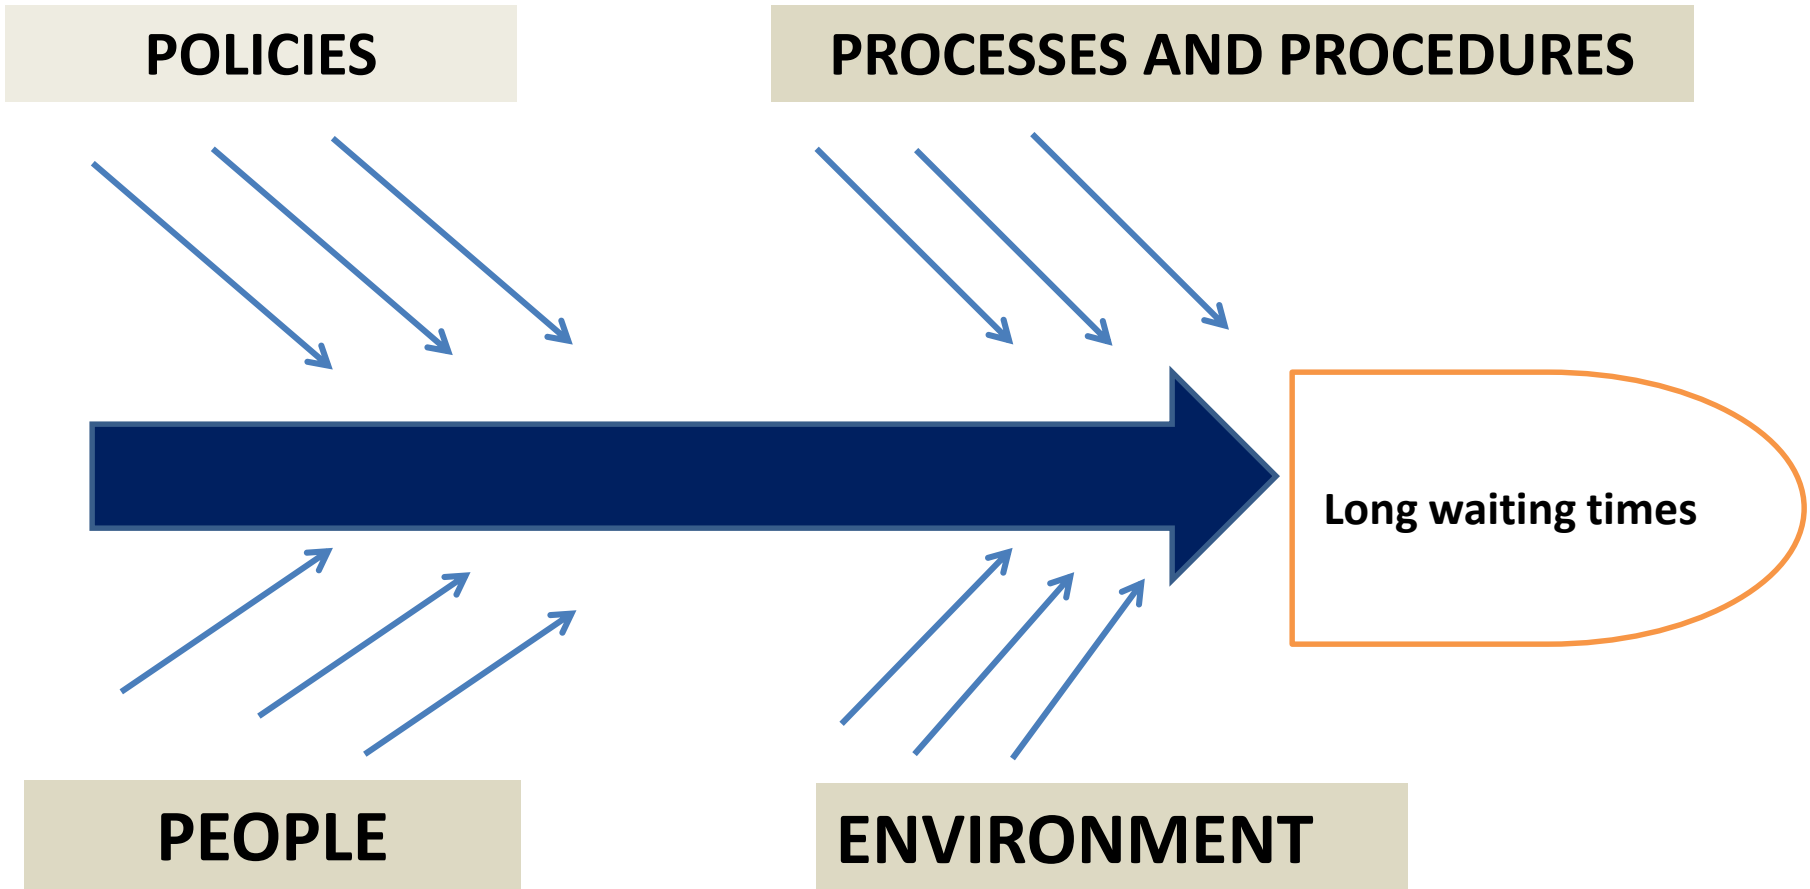 POLICIES
PROCESSES AND PROCEDURES
Long waiting times
PEOPLE
ENVIRONMENT